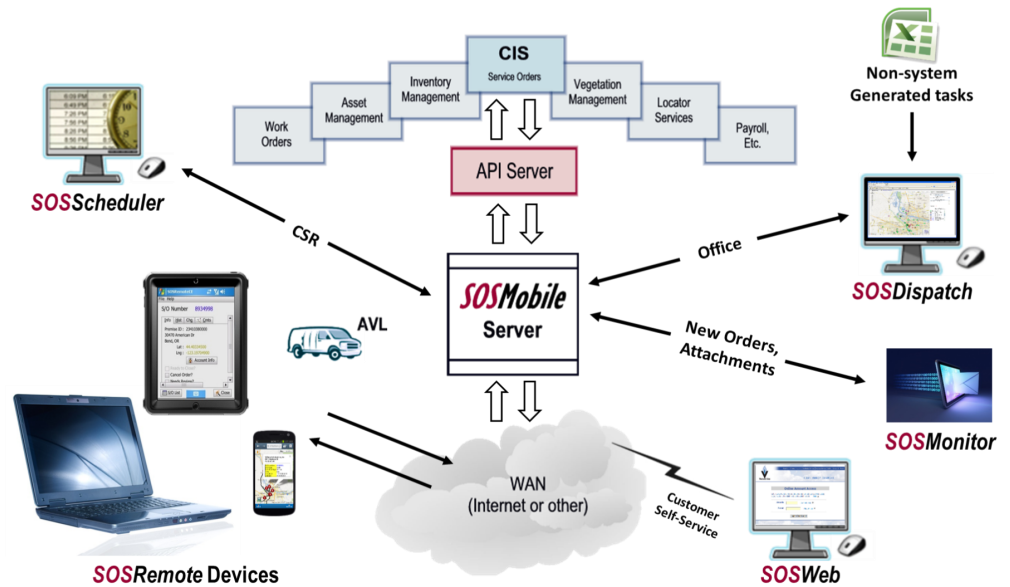 CIS
Service Orders
Inventory
Management
Vegetation
Management
Asset
Management
Locator
Services
Work
Orders
Payroll,
Etc.
Non-system
Generated tasks
API Server
SOSScheduler
CSR
Office
SOSDispatch
SOSMobile
Server
AVL
New Orders,
Attachments
SOSMonitor
S/O Number 8934998
WAN
(Internet or other)
Customer
Self-Service
SOSRemote Devices
SOSWeb